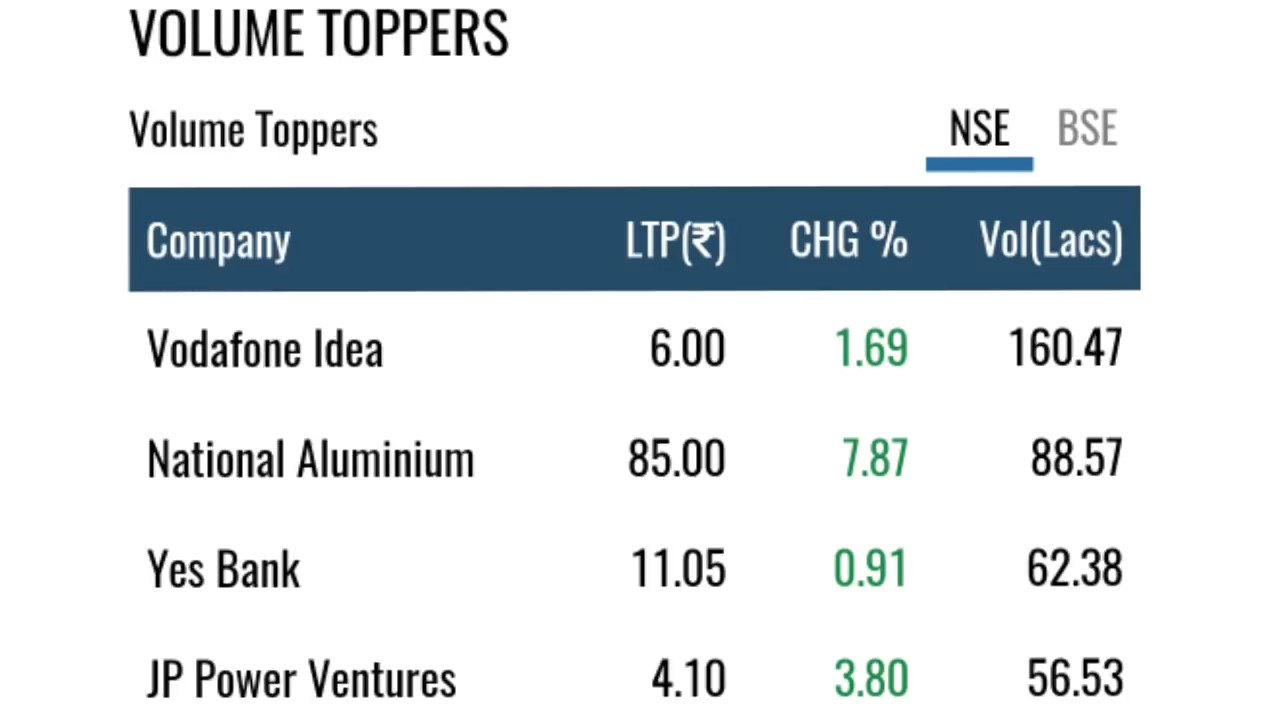 VOLUME TOPPERS
Volume Toppers NSE BSE
Company LTP(₹) CHG % Vol(Lacs)
Vodafone Idea 6.00 1.69 160.47
National Aluminium 85.00 7.87 88.57
Yes Bank 11.05 0.91 62.38
JP Power Ventures 4.10 3.80 56.53